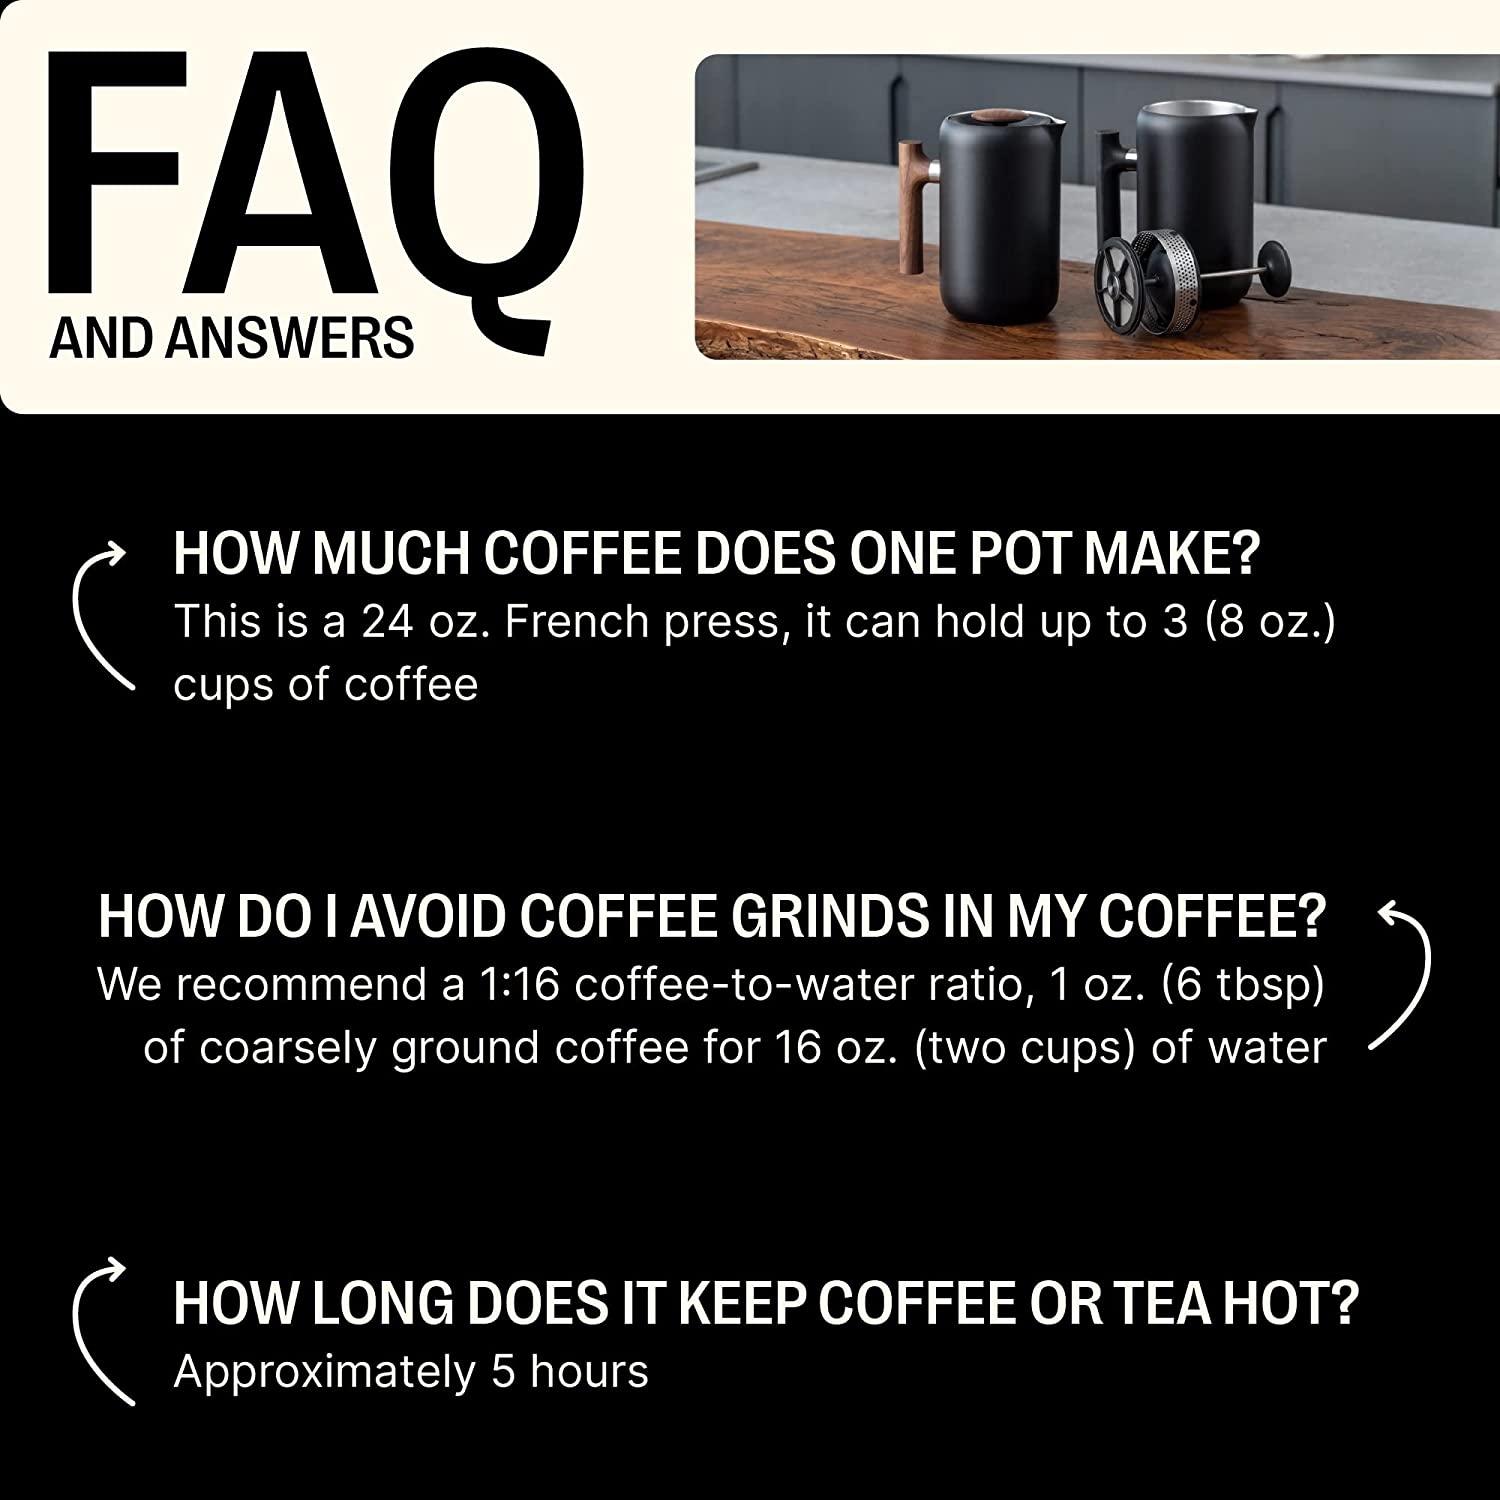 FAQ
AND ANSWERS
HOW MUCH COFFEE DOES ONE POT MAKE?
This is a 24 oz. French press, it can hold up to 3 (8 oz.)
cups of coffee
HOW DO I AVOID COFFEE GRINDS IN MY COFFEE?
We recommend a 1:16 coffee-to-water ratio, 1 oz. (6 tbsp)
of coarsely ground coffee for 16 oz. (two cups) of water
HOW LONG DOES IT KEEP COFFEE OR TEA HOT?
Approximately 5 hours